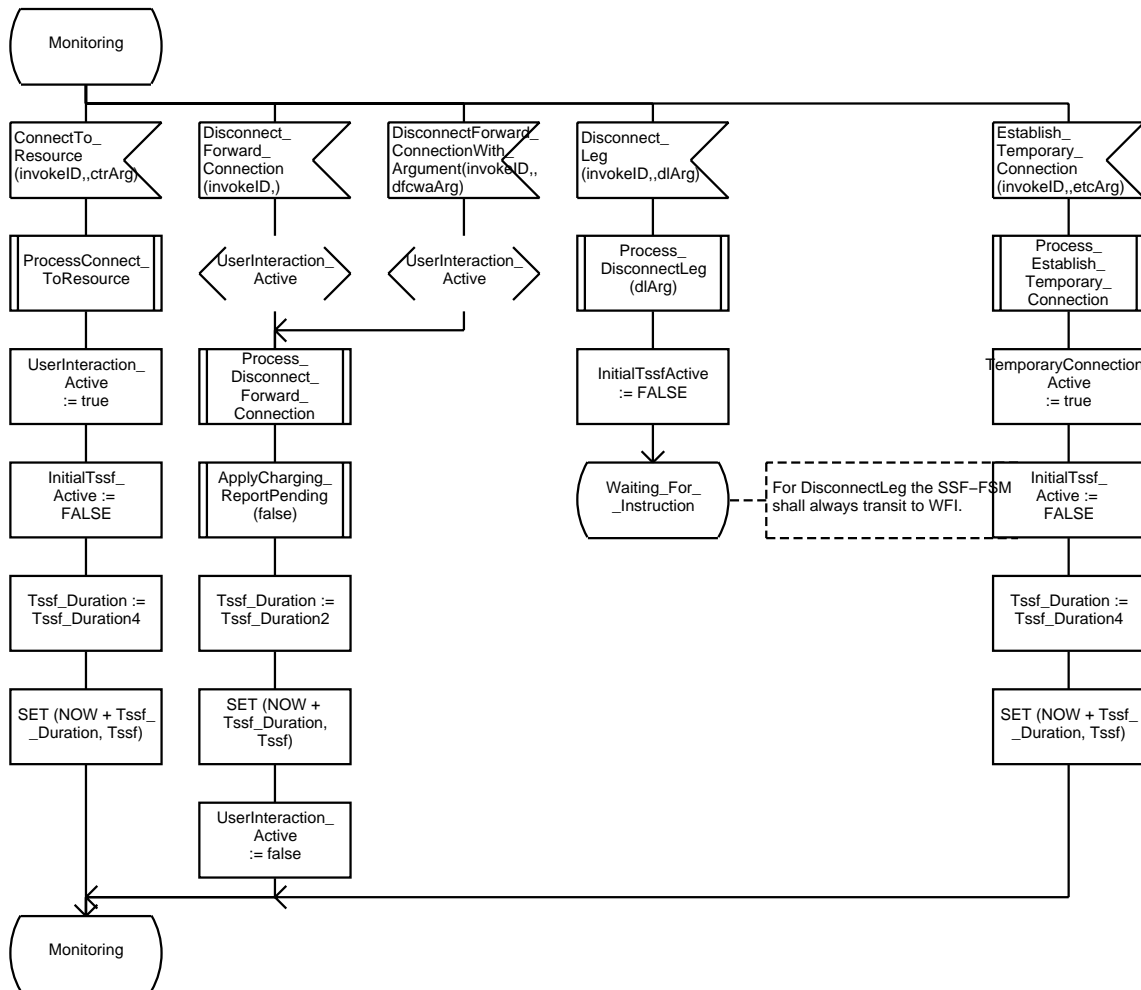 Monitoring
ConnectTo_
Resource
(invokeID,,ctrArg)
Disconnect_
Forward_
Connection
(invokeID,)
DisconnectForward_
ConnectionWith_
Argument(invokeID,,
dfcwaArg)
Disconnect_
Leg
(invokeID,,dlArg)
Establish_
Temporary_
Connection
(invokeID,,etcArg)
ProcessConnect_
ToResource
UserInteraction_
Active
UserInteraction_
Active
Process_
DisconnectLeg
(dlArg)
Process_
Establish_
Temporary_
Connection
UserInteraction_
Active
:= true
Process_
Disconnect_
Forward_
Connection
InitialTssfActive
:= FALSE
TemporaryConnection
Active
:= true
InitialTssf_
Active :=
FALSE
ApplyCharging_
ReportPending
(false)
Waiting_For_
_Instruction
For DisconnectLeg the SSF–FSM
shall always transit to WFI.
InitialTssf_
Active :=
FALSE
Tssf_Duration :=
Tssf_Duration4
Tssf_Duration :=
Tssf_Duration2
Tssf_Duration :=
Tssf_Duration4
SET (NOW + Tssf_
_Duration, Tssf)
SET (NOW +
Tssf_Duration,
Tssf)
SET (NOW + Tssf_
_Duration, Tssf)
UserInteraction_
Active
:= false
Monitoring